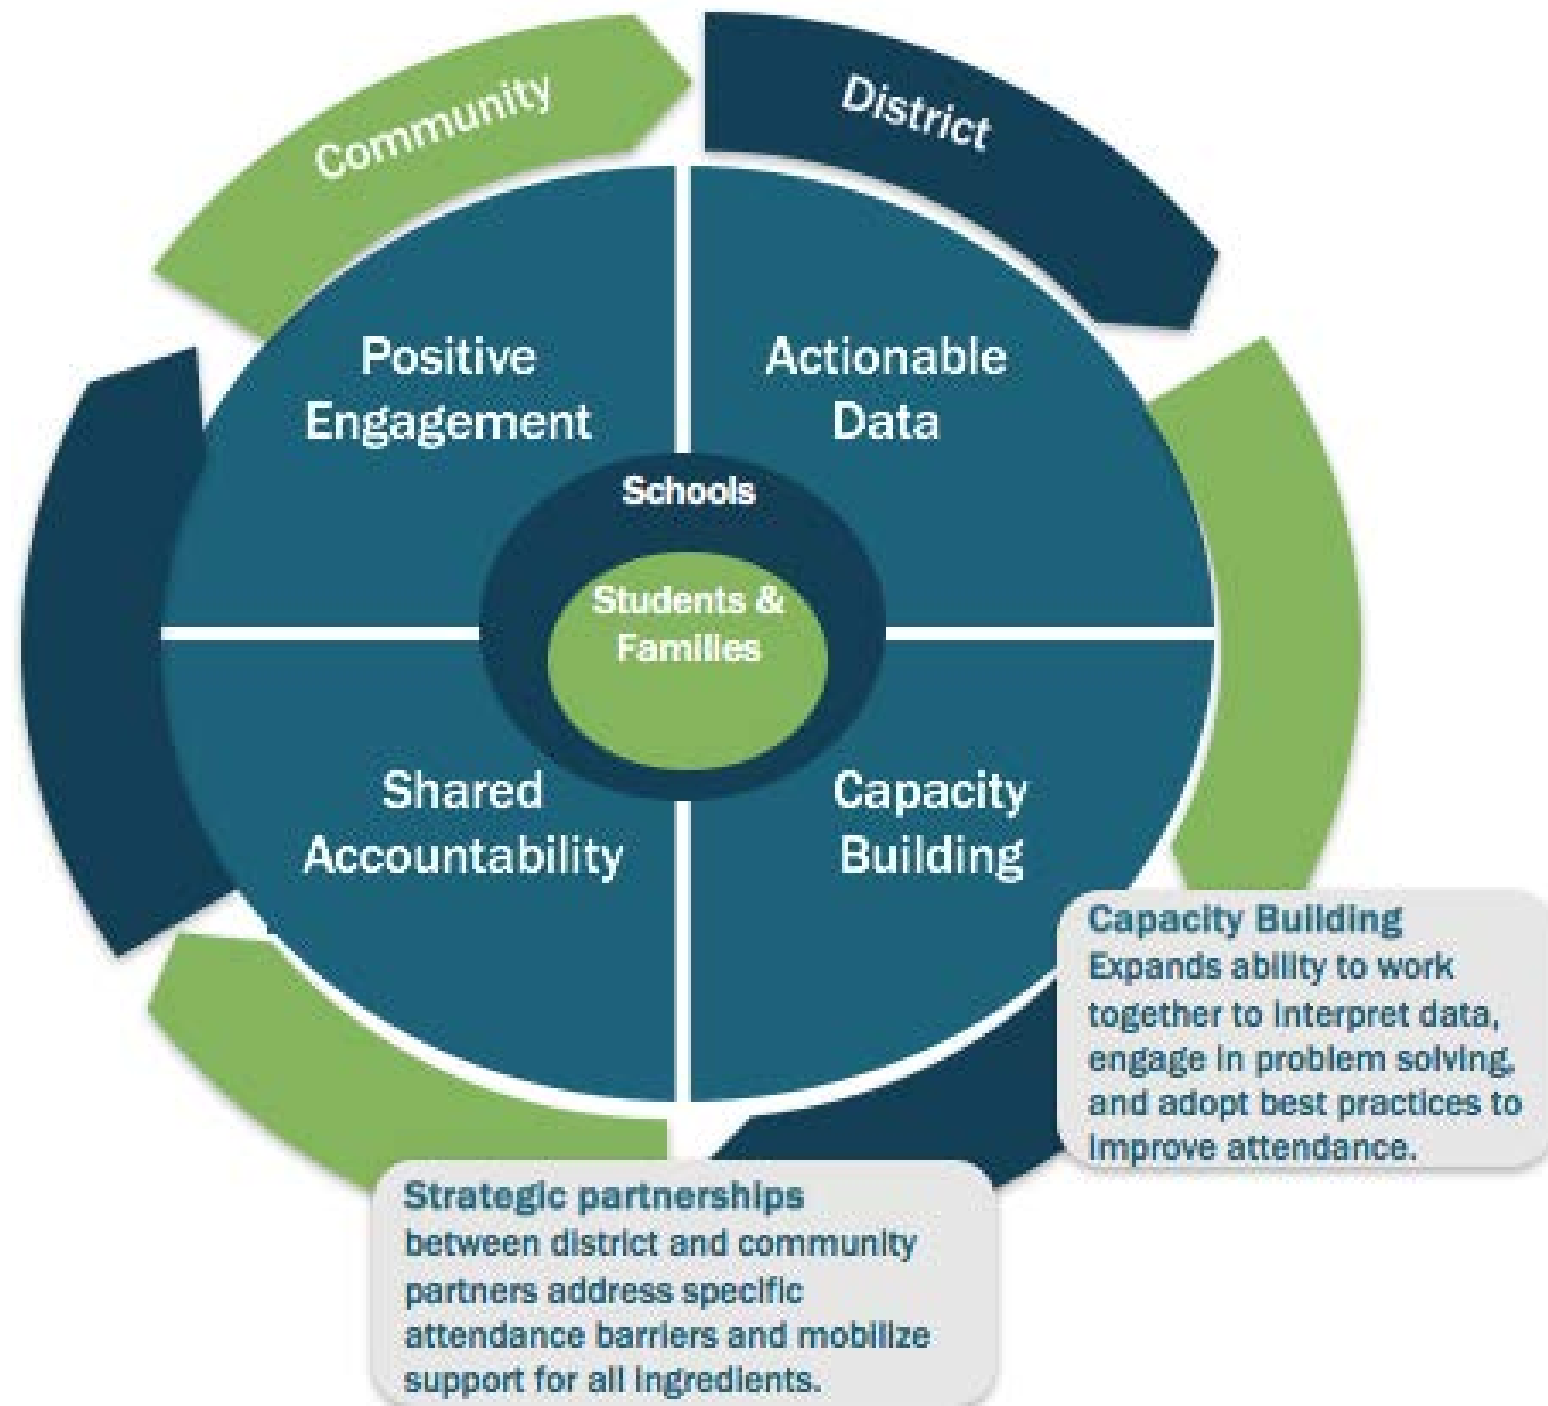 Community
District
Positive
Engagement
Actionable
Data
Schools
Students &
Families
Shared
Accountability
Capacity
Building
Capacity Building
Expands ability to work
together to interpret data,
engage in problem solving,
and adopt best practices to
improve attendance.
Strategic partnerships
between district and community
partners address specific
attendance barriers and mobilize
support for all ingredients.